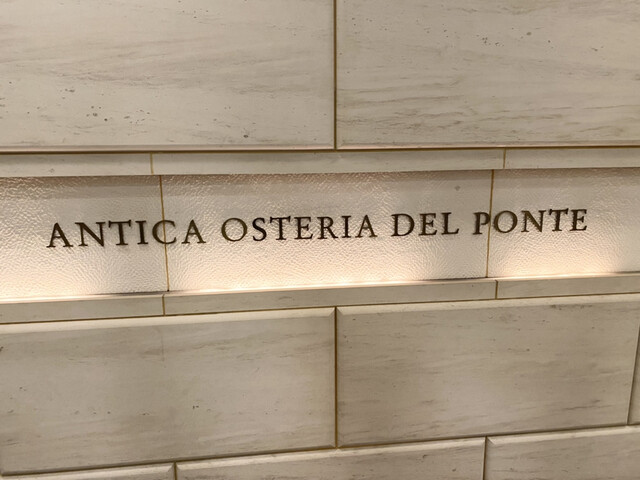 ANTICA OSTERIA DEL PONTE